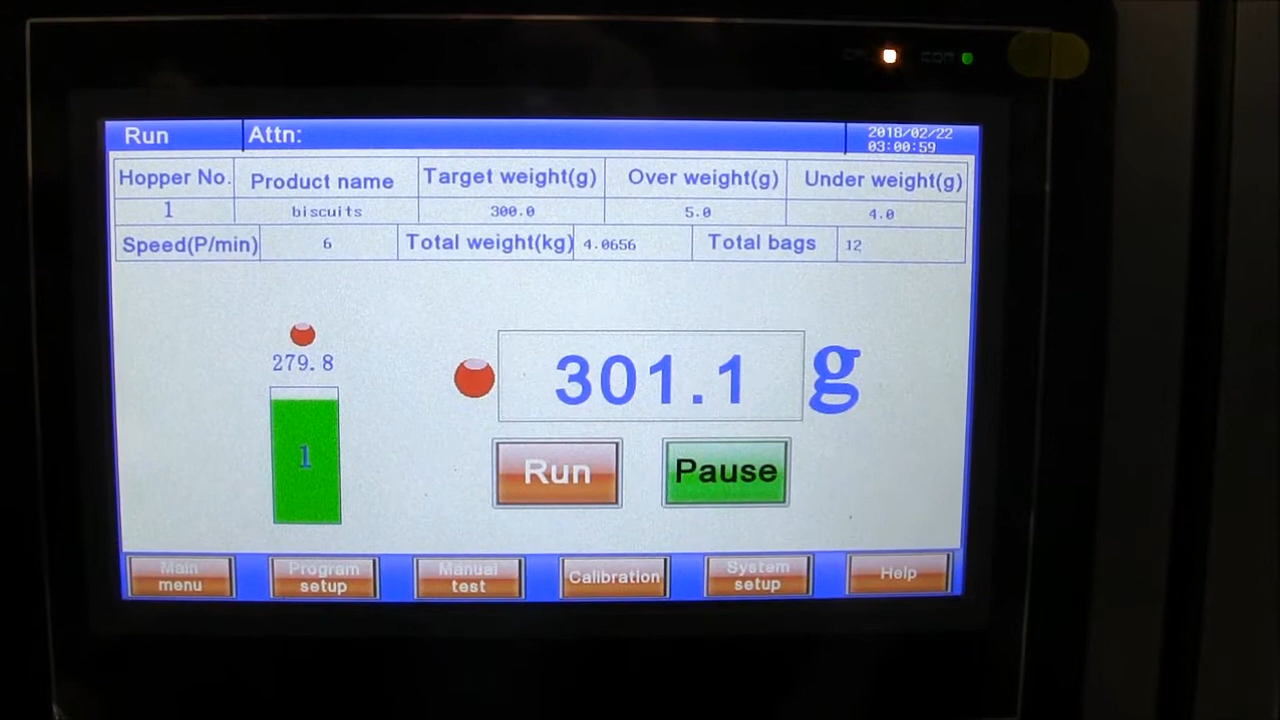 Run
Attn:
2018/02/22
03:00:59
Hopper No. Product name Target weight(g) Over weight(g) Under weight(g)
1 biscuits 300.0 5.0 4.0
Speed(P/min) 6 Total weight(kg) 4.0656 Total bags 12
279.8
1
301.1 g
Run
Pause
Main
menu
Program
setup
Manual
test
Calibration
System
setup
Help